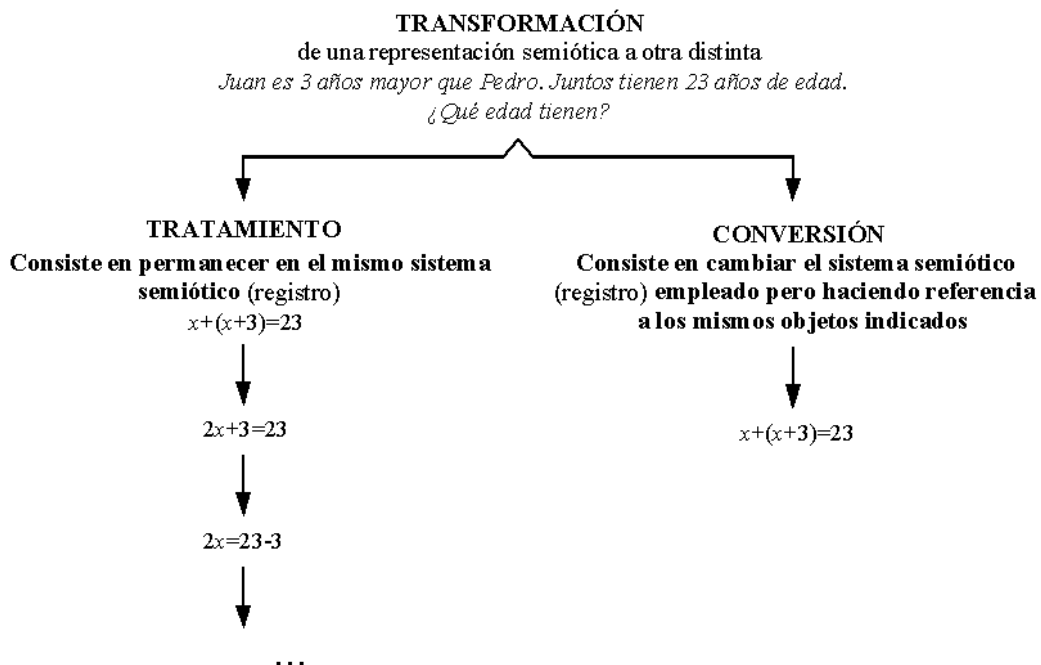 TRANSFORMACIÓN
de una representación semiótica a otra distinta
Juan es 3 años mayor que Pedro. Juntos tienen 23 años de edad.
¿Qué edad tienen?
TRATAMIENTO
Consiste en permanecer en el mismo sistema
semiótico (registro)
x+(x+3)=23
2x+3=23
2x=23-3
...
CONVERSIÓN
Consiste en cambiar el sistema semiótico
(registro) empleado pero haciendo referencia
a los mismos objetos indicados
x+(x+3)=23